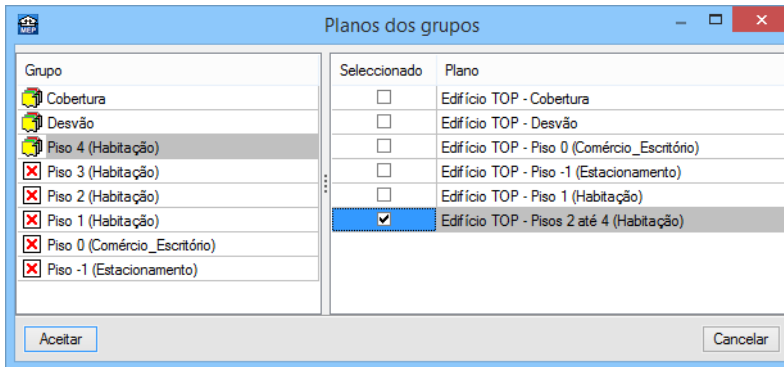 MEP
Planos dos grupos
Grupo
Cobertura
Desvão
Piso 4 (Habitação)
Piso 3 (Habitação)
Piso 2 (Habitação)
Piso 1 (Habitação)
Piso 0 (Comércio_Escritório)
Piso -1 (Estacionamento)
Seleccionado Plano
Edifício TOP - Cobertura
Edifício TOP - Desvão
Edifício TOP - Piso 0 (Comércio_Escritório)
Edifício TOP - Piso -1 (Estacionamento)
Edifício TOP - Piso 1 (Habitação)
Edifício TOP - Pisos 2 até 4 (Habitação)
Aceitar
Cancelar